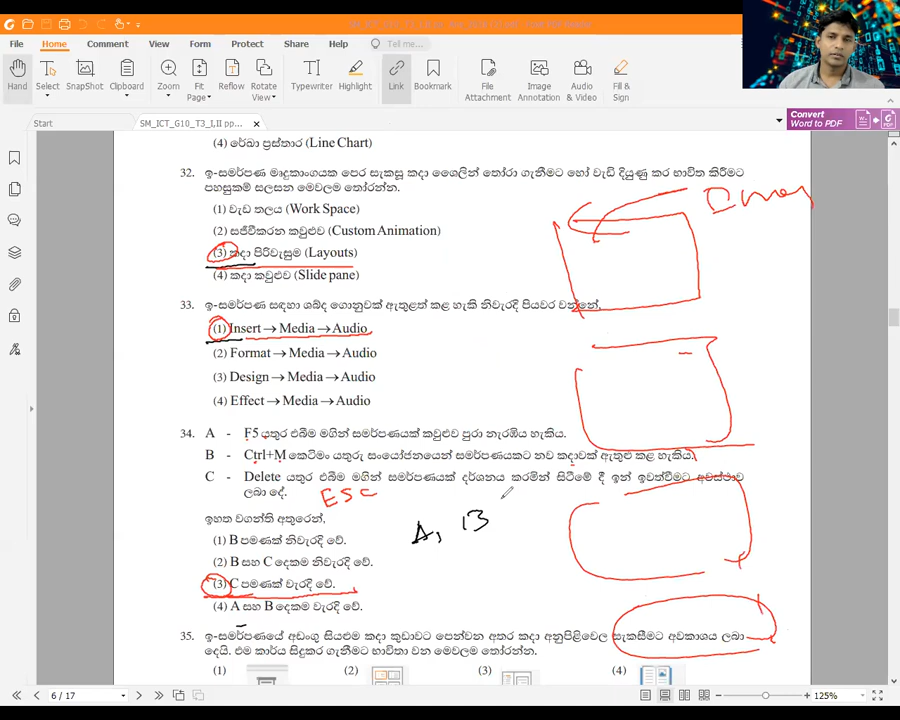 File Home Comment View Form Protect Share Help Tell me...
Hand Select SnapShot Clipboard Zoom Fit Page Reflow Rotate View Typewriter Highlight Link Bookmark File Attachment Image Annotation Audio & Video Fill & Sign
Start SM_ICT_G10_T3_I,II pp...
Convert Word to PDF
(4) රේඛා ප්‍රස්තාර (Line Chart)
32. ඉ-සමර්පණ මෘදුකාංගයක පෙර සැකසූ කදා ශෛලීන් තෝරා ගැනීමට හෝ වැඩි දියුණු කර භාවිත කිරීමට
පහසුකම් සලසන මෙවලම තෝරන්න.
(1) වැඩ තලය (Work Space)
(2) සජීවීකරන කවුළුව (Custom Animation)
(3) කදා පිරිවැසුම (Layouts)
(4) කදා කවුළුව (Slide pane)
33. ඉ-සමර්පණ සඳහා ශබ්ද ගොනුවක් ඇතුළත් කළ හැකි නිවැරදි පියවර වන්නේ,
(1) Insert → Media → Audio
(2) Format → Media → Audio
(3) Design → Media → Audio
(4) Effect → Media → Audio
34. A - F5 යතුර එබීම මගින් සමර්පණයක් කවුළුව පුරා නැරඹිය හැකිය.
B - Ctrl+M කෙටිමං යතුරු සංයෝජනයෙන් සමර්පණයකට නව කදාවක් ඇතුළු කළ හැකිය.
C - Delete යතුර එබීම මගින් සමර්පණයක් දර්ශනය කරමින් සිටීමේ දී ඉන් ඉවත්වීමට අවස්ථාව
ලබා දේ.
ESC
ඉහත වගන්ති අතුරෙන්,
A, B
(1) B පමණක් නිවැරදි වේ.
(2) B සහ C දෙකම නිවැරදි වේ.
(3) C පමණක් වැරදි වේ.
(4) A සහ B දෙකම වැරදි වේ.
35. ඉ-සමර්පණයේ අඩංගු සියළුම කදා කුඩාවට පෙන්වන අතර කදා අනුපිළිවෙල සැකසීමට අවකාශය ලබා
දෙයි. එම කාර්ය සිදුකර ගැනීමට භාවිතා වන මෙවලම තෝරන්න.
(1) (2) (3) (4)
6 / 17 125%